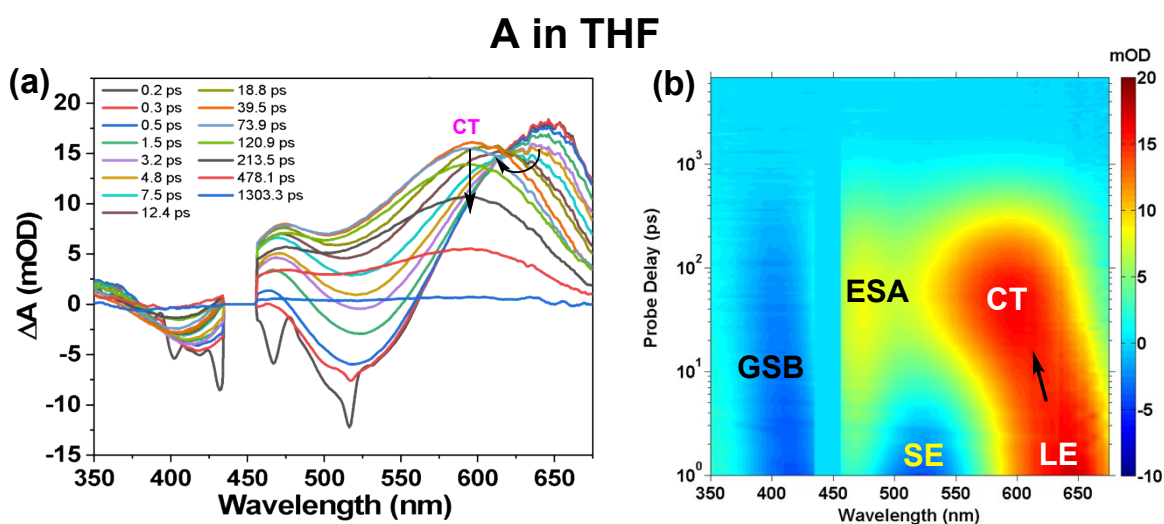 A in THF
(a)
0.2 ps
0.3 ps
0.5 ps
1.5 ps
3.2 ps
4.8 ps
7.5 ps
12.4 ps
18.8 ps
39.5 ps
73.9 ps
120.9 ps
213.5 ps
478.1 ps
1303.3 ps
CT
20
15
10
5
0
-5
-10
-15
ΔA (mOD)
350 400 450 500 550 600 650
Wavelength (nm)
(b)
mOD
GSB
ESA
CT
SE
LE
10³
10²
10¹
10⁰
Probe Delay (ps)
350 400 450 500 550 600 650
Wavelength (nm)
20
15
10
5
0
-5
-10